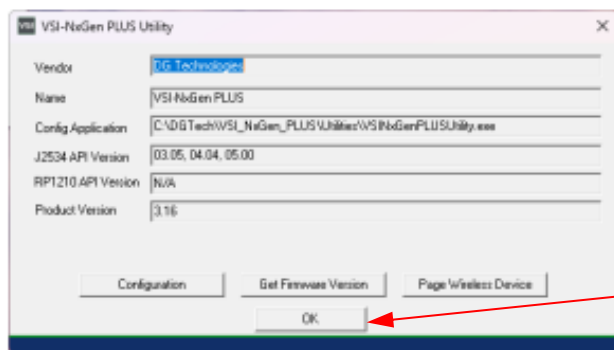 VSI VSI-NxGen PLUS Utility
Vendor DG Technologies
Name VSI-NxGen PLUS
Config Application C:\DGTech\VSI_NxGen_PLUS\Utilities\VSINxGenPLUSUtility.exe
J2534 API Version 03.05, 04.04, 05.00
RP1210 API Version N/A
Product Version 3.16
Configuration Get Firmware Version Page Wireless Device
OK